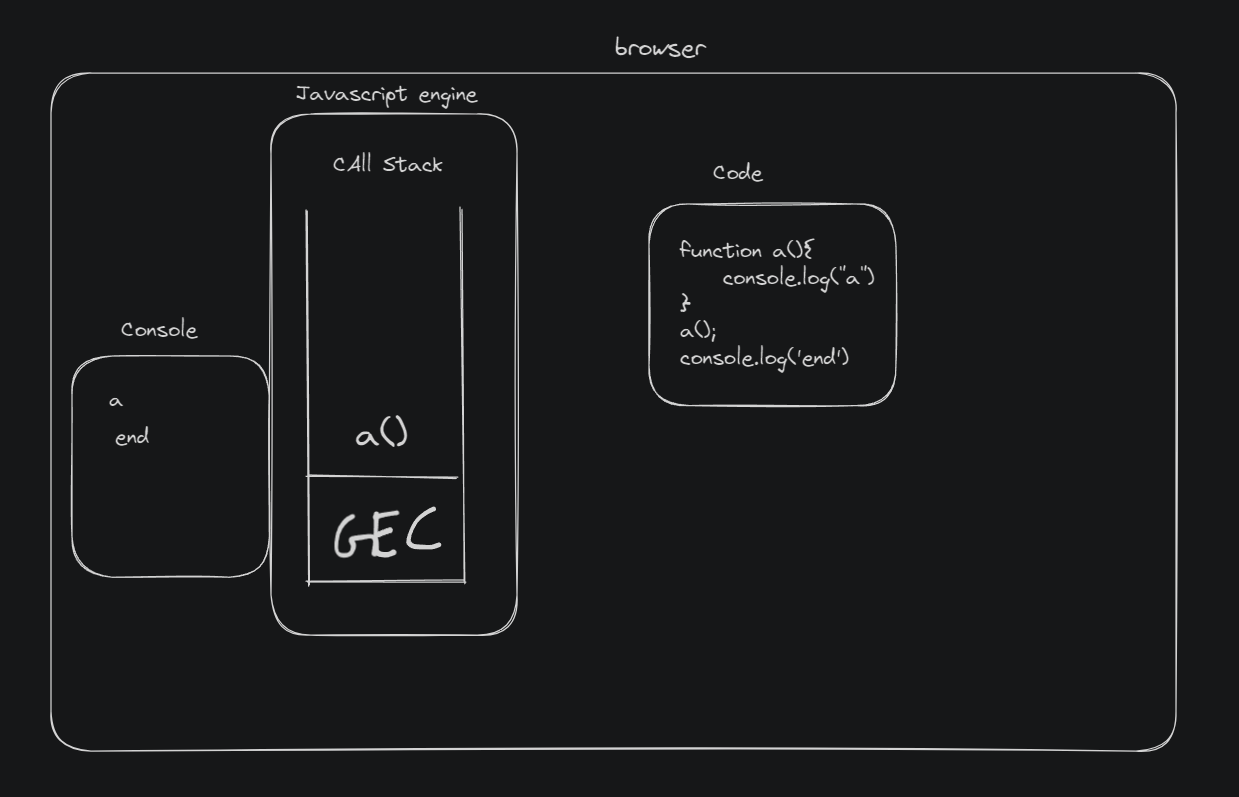 browser
Javascript engine
CAll Stack
Code
function a(){
console.log("a")
}
a();
console.log('end')
Console
a
end
a()
GEC